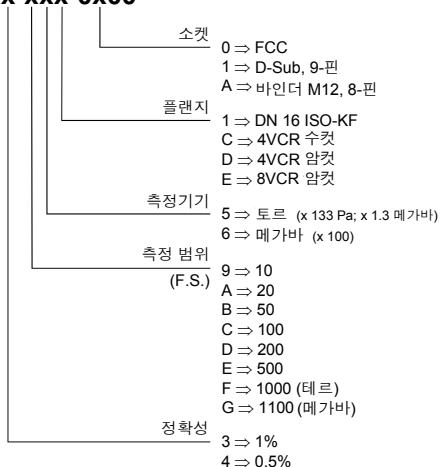 소켓
0 ⇒ FCC
1 ⇒ D-Sub, 9-핀
A ⇒ 바인더 M12, 8-핀
플랜지
1 ⇒ DN 16 ISO-KF
C ⇒ 4VCR 수컷
D ⇒ 4VCR 암컷
E ⇒ 8VCR 암컷
측정기기
5 ⇒ 토르 (x 133 Pa; x 1.3 메가바)
6 ⇒ 메가바 (x 100)
측정 범위
(F.S.)
9 ⇒ 10
A ⇒ 20
B ⇒ 50
C ⇒ 100
D ⇒ 200
E ⇒ 500
F ⇒ 1000 (테르)
G ⇒ 1100 (메가바)
정확성
3 ⇒ 1%
4 ⇒ 0.5%